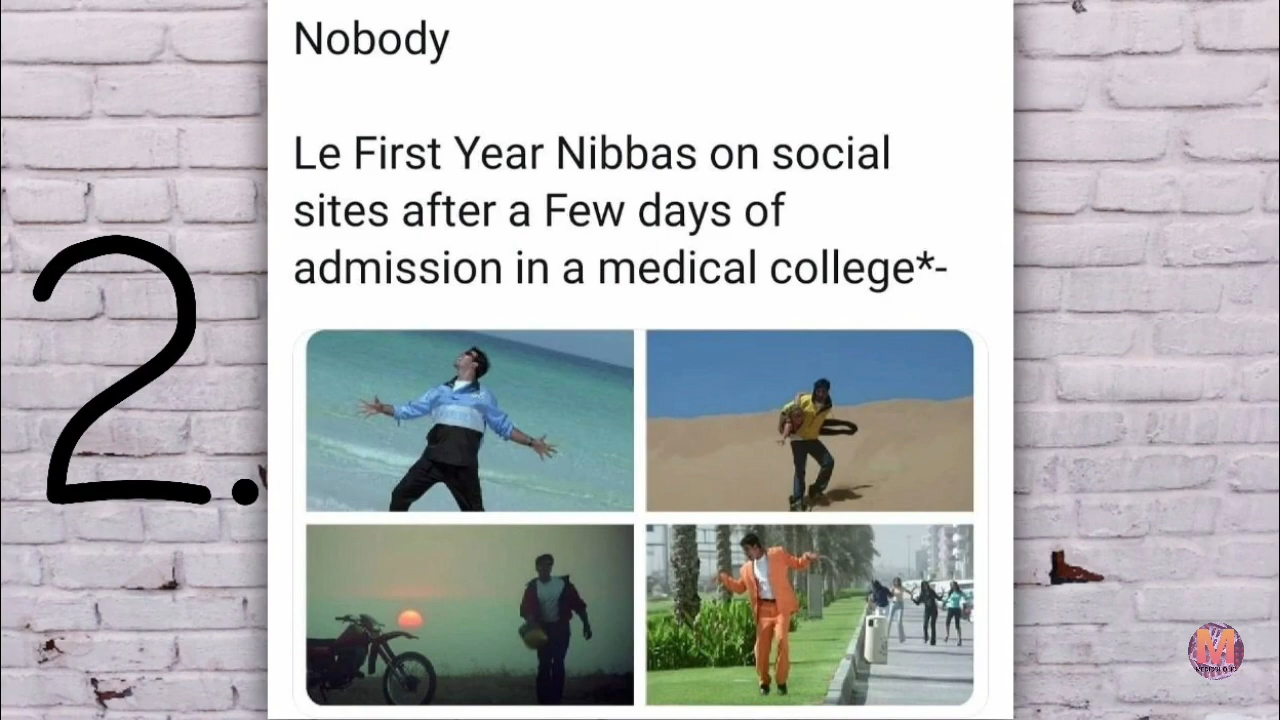 Nobody
Le First Year Nibbas on social
sites after a Few days of
admission in a medical college*-
2.
M